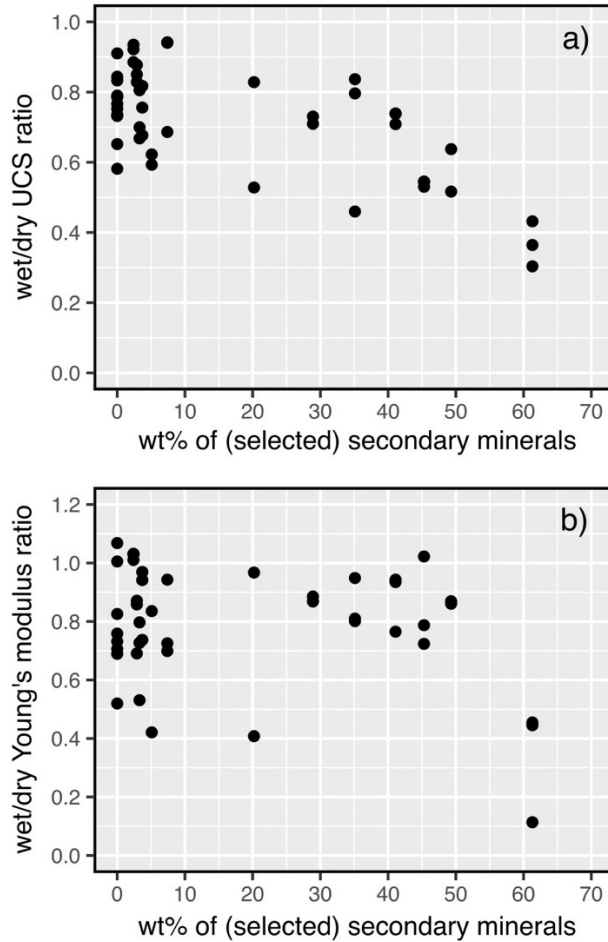 a)
1.0
0.8
0.6
0.4
0.2
0.0
wet/dry UCS ratio
0 10 20 30 40 50 60 70
wt% of (selected) secondary minerals
b)
1.2
1.0
0.8
0.6
0.4
0.2
0.0
wet/dry Young's modulus ratio
0 10 20 30 40 50 60 70
wt% of (selected) secondary minerals